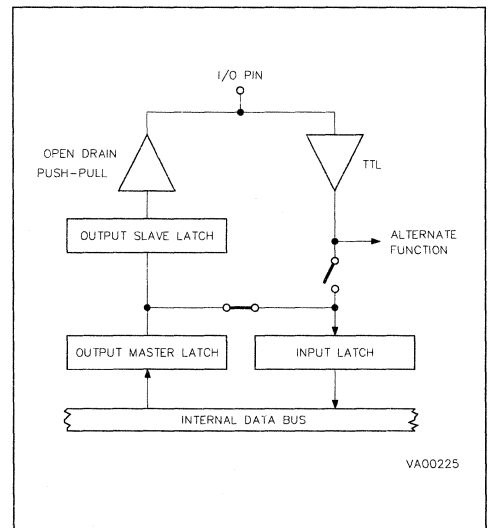 I/O PIN
OPEN DRAIN
PUSH-PULL
TTL
OUTPUT SLAVE LATCH
ALTERNATE
FUNCTION
OUTPUT MASTER LATCH
INPUT LATCH
INTERNAL DATA BUS
VA00225